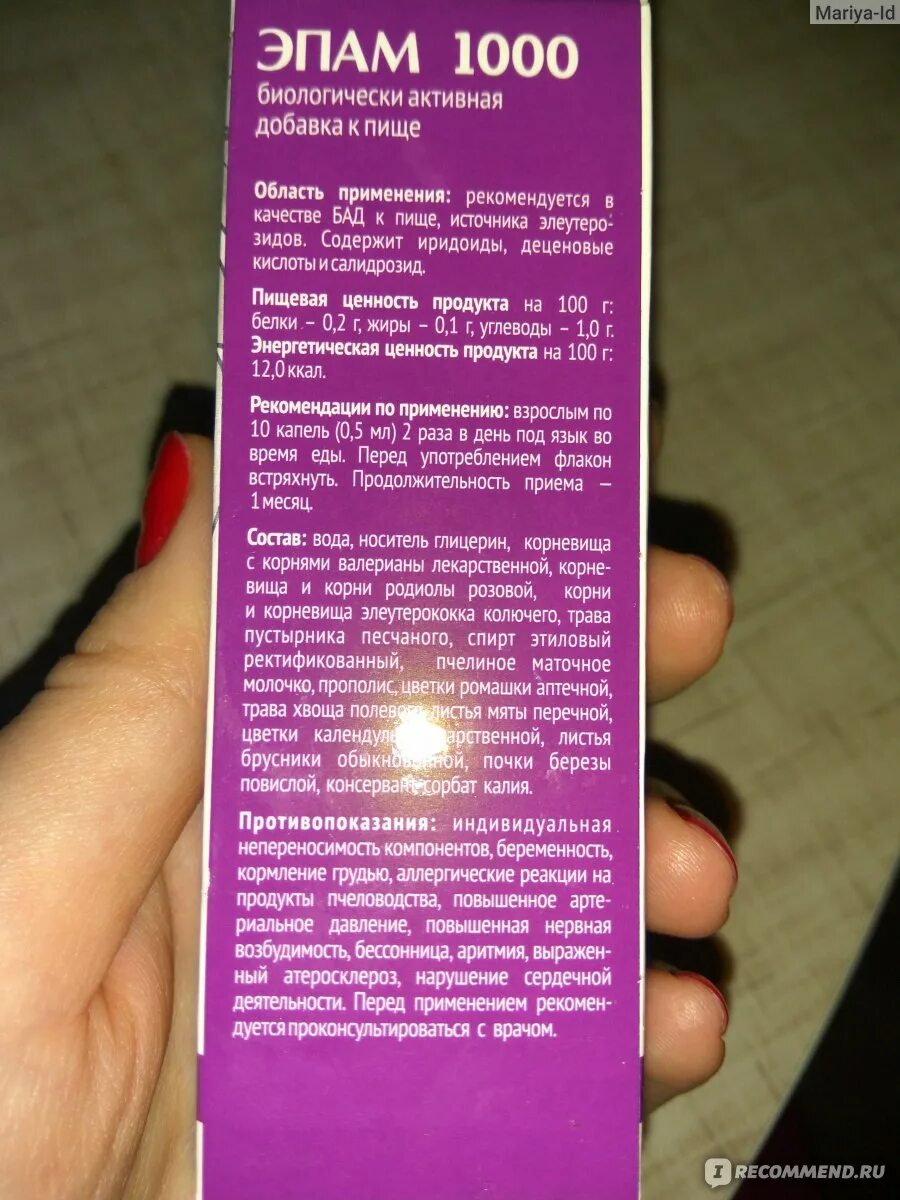 Mariya-Id
ЭПАМ 1000
биологически активная
добавка к пище
Область применения: рекомендуется в
качестве БАД к пище, источника элеутеро-
зидов. Содержит иридоиды, деценовые
кислоты и салидрозид.
Пищевая ценность продукта на 100 г:
белки – 0,2 г, жиры – 0,1 г, углеводы – 1,0 г.
Энергетическая ценность продукта на 100 г:
12,0 ккал.
Рекомендации по применению: взрослым по
10 капель (0,5 мл) 2 раза в день под язык во
время еды. Перед употреблением флакон
встряхнуть. Продолжительность приема —
1 месяц.
Состав: вода, носитель глицерин, корневища
с корнями валерианы лекарственной, корне-
вища и корни родиолы розовой, корни
и корневища элеутерококка колючего, трава
пустырника песчаного, спирт этиловый
ректификованный, пчелиное маточное
молочко, прополис, цветки ромашки аптечной,
трава хвоща полевого, листья мяты перечной,
цветки календулы лекарственной, листья
брусники обыкновенной, почки березы
повислой, консервант сорбат калия.
Противопоказания: индивидуальная
непереносимость компонентов, беременность,
кормление грудью, аллергические реакции на
продукты пчеловодства, повышенное арте-
риальное давление, повышенная нервная
возбудимость, бессонница, аритмия, выражен-
ный атеросклероз, нарушение сердечной
деятельности. Перед применением рекомен-
дуется проконсультироваться с врачом.
IRECOMMEND.RU